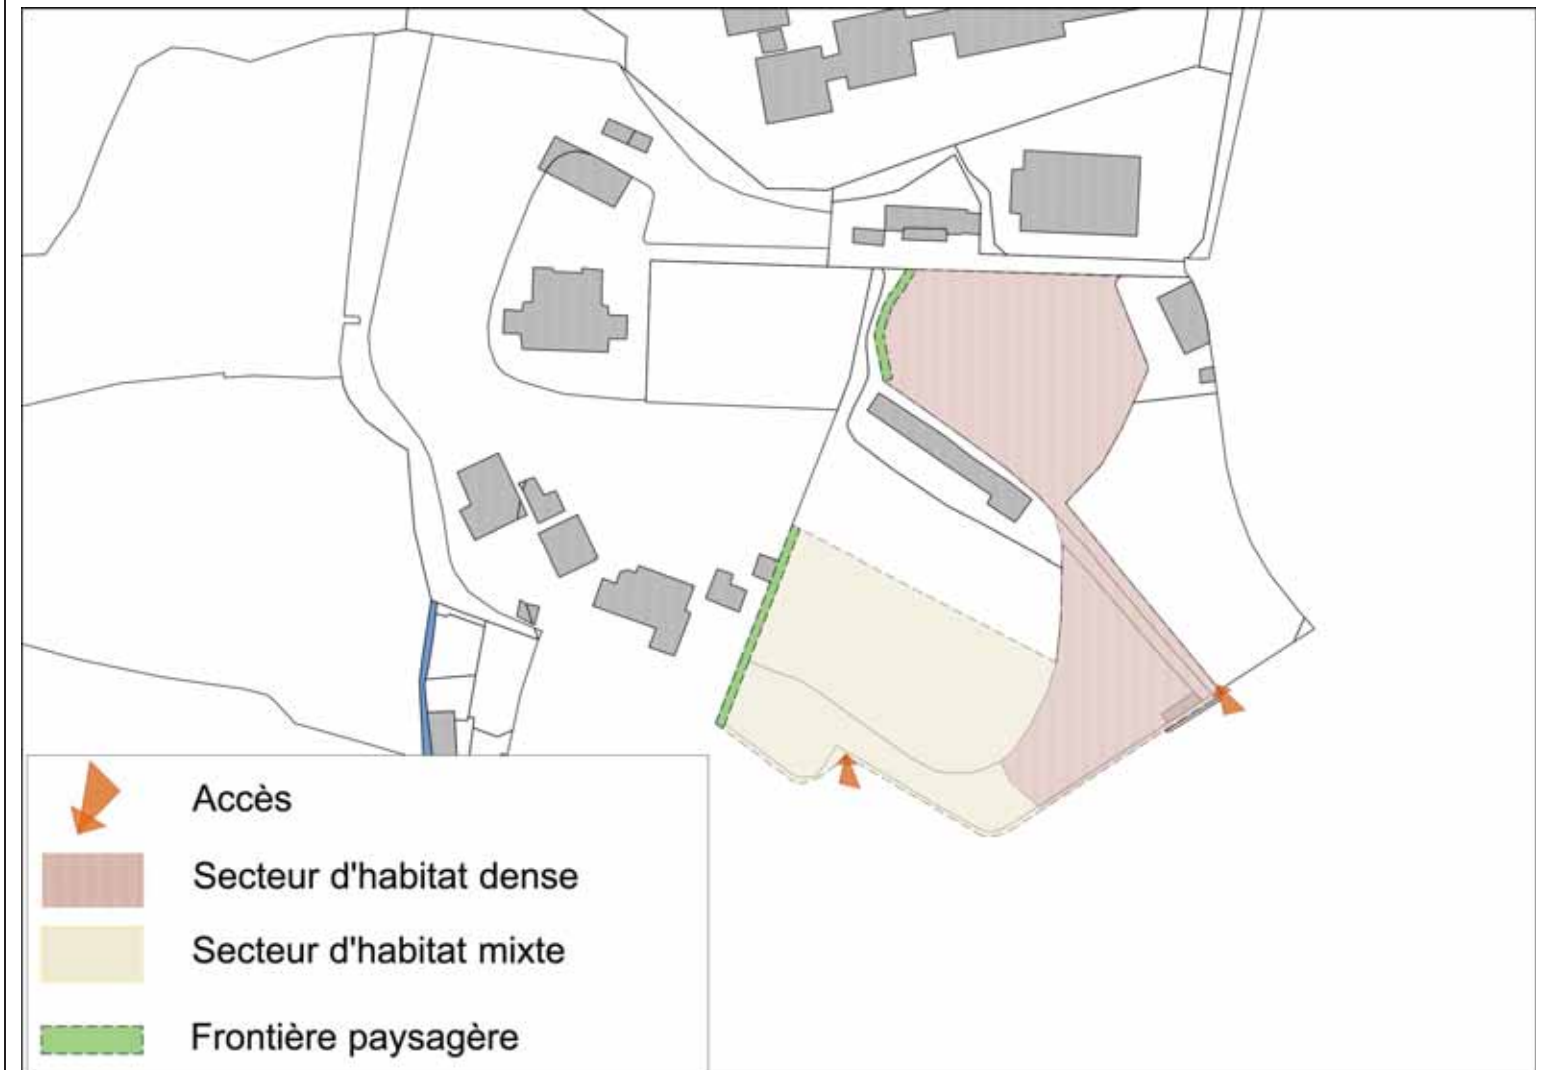 Accès
Secteur d'habitat dense
Secteur d'habitat mixte
Frontière paysagère